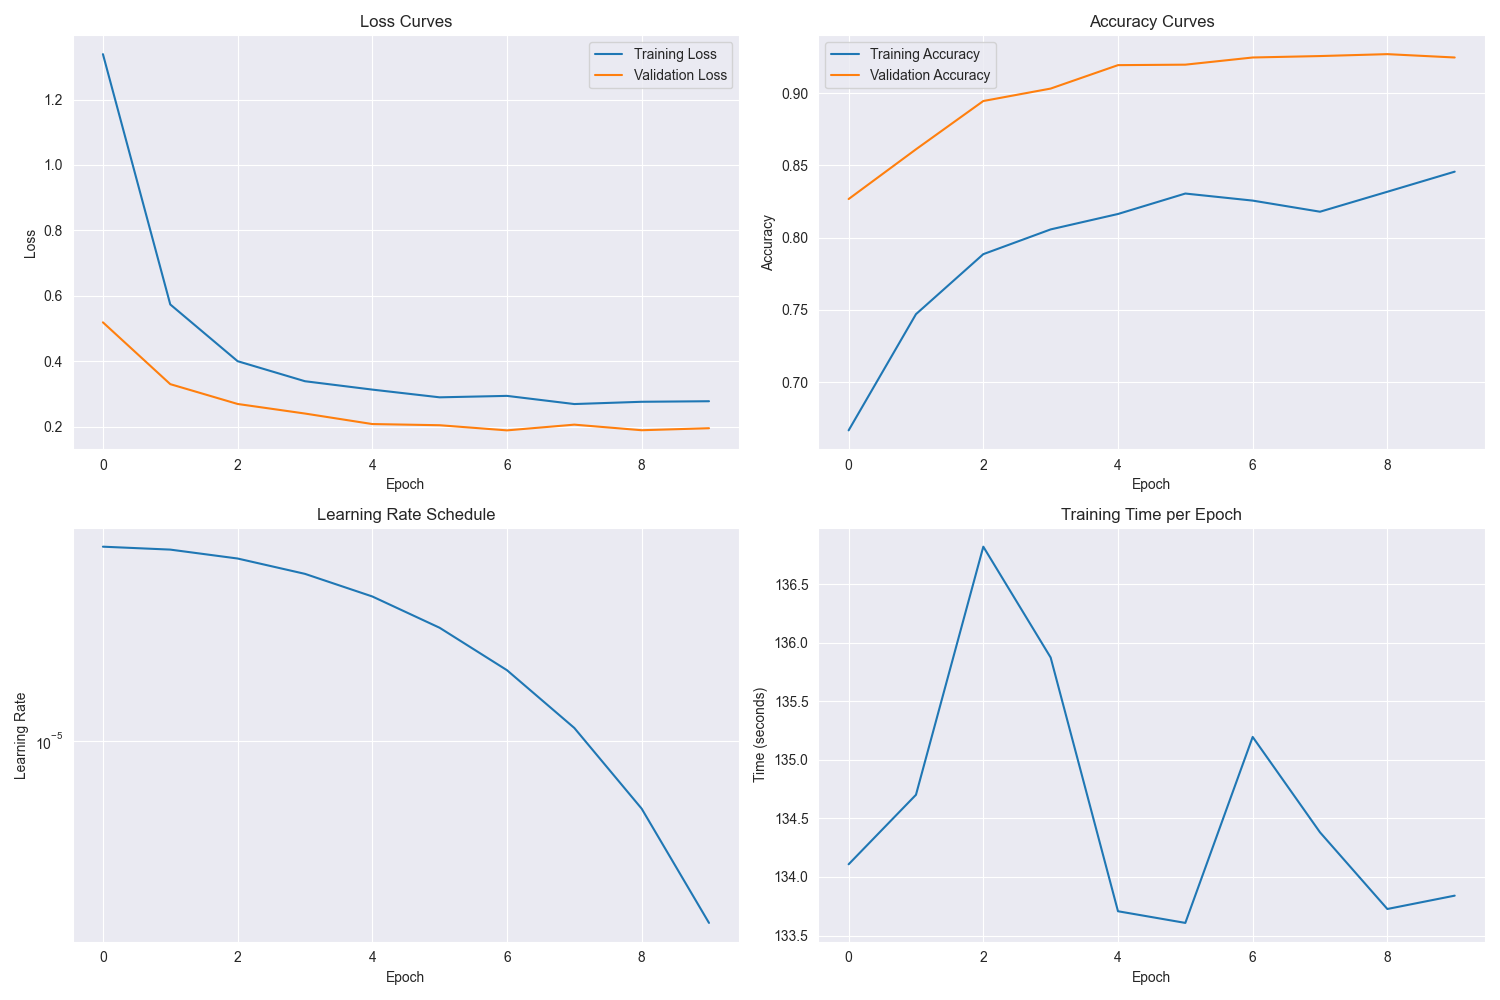 Loss Curves
Training Loss
Validation Loss
Loss
1.2
1.0
0.8
0.6
0.4
0.2
0 2 4 6 8
Epoch
Accuracy Curves
Training Accuracy
Validation Accuracy
Accuracy
0.90
0.85
0.80
0.75
0.70
0 2 4 6 8
Epoch
Learning Rate Schedule
Learning Rate
10⁻⁵
0 2 4 6 8
Epoch
Training Time per Epoch
Time (seconds)
136.5
136.0
135.5
135.0
134.5
134.0
133.5
0 2 4 6 8
Epoch